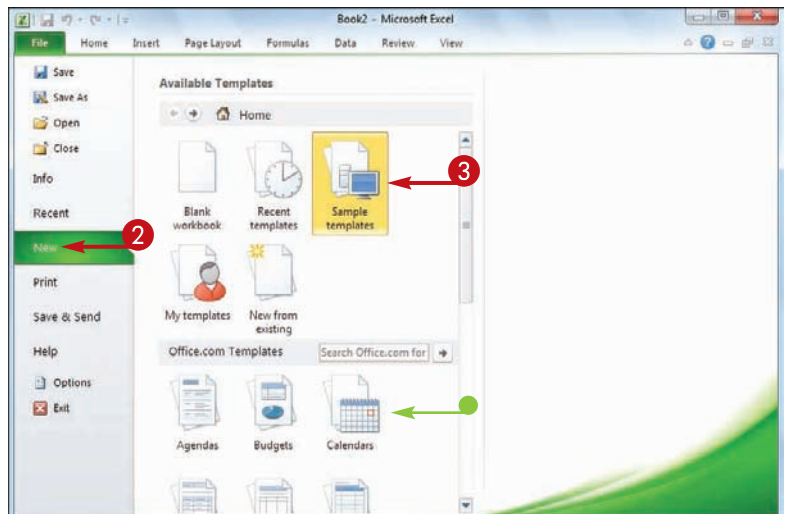 Book2 - Microsoft Excel
File Home Insert Page Layout Formulas Data Review View
Save
Save As
Open
Close
Info
Recent
New
Print
Save & Send
Help
Options
Exit
Available Templates
Home
Blank workbook
Recent templates
Sample templates
3
2
My templates
New from existing
Office.com Templates
Search Office.com for
Agendas
Budgets
Calendars